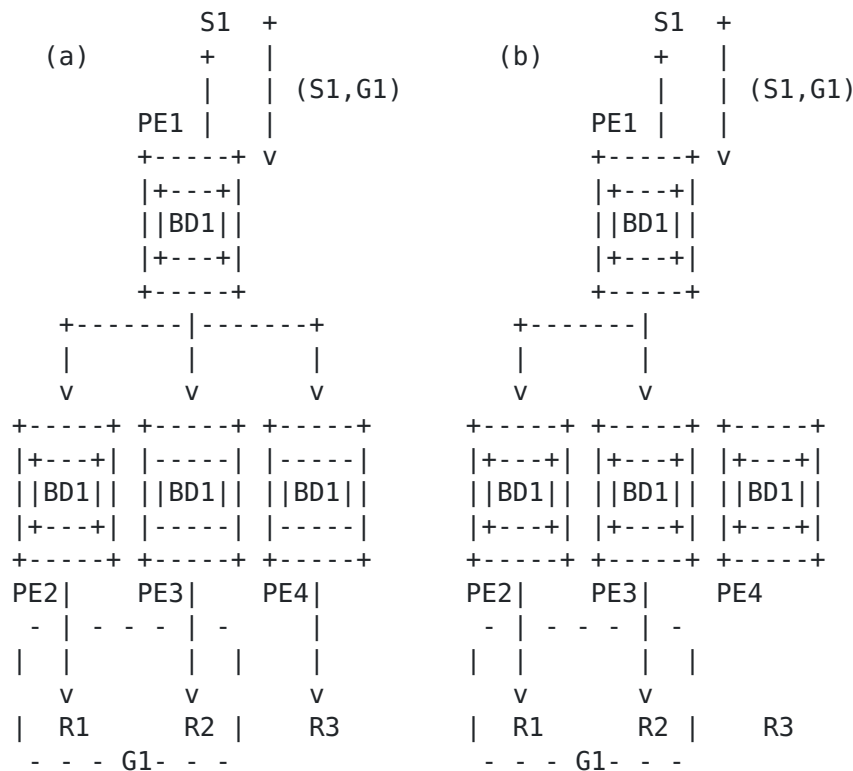 S1   +                             S1   +
   (a)          +    |                (b)          +    |
                |    | (S1,G1)                     |    | (S1,G1)
            PE1 |    |                         PE1 |    |
            +-----+ v                            +-----+ v
            |+---+|                              |+---+|
            ||BD1||                              ||BD1||
            |+---+|                              |+---+|
            +-----+                              +-----+
       +-------|-------+                    +-------|
       |       |       |                    |       |
       v       v       v                    v       v
    +-----+ +-----+ +-----+              +-----+ +-----+ +-----+
    |+---+| |-----| |-----|              |+---+| |+---+| |+---+|
    ||BD1|| ||BD1|| ||BD1||              ||BD1|| ||BD1|| ||BD1||
    |+---+| |-----| |-----|              |+---+| |+---+| |+---+|
    +-----+ +-----+ +-----+              +-----+ +-----+ +-----+
    PE2|    PE3|    PE4|                 PE2|    PE3|    PE4
     - | - - - | -     |                  - | - - - | -
    |  |       |  |    |                 |  |       |  |
       v       v       v                    v       v
    |  R1      R2 |    R3                |  R1      R2 |    R3
     - - - G1- - -                        - - - G1- - -